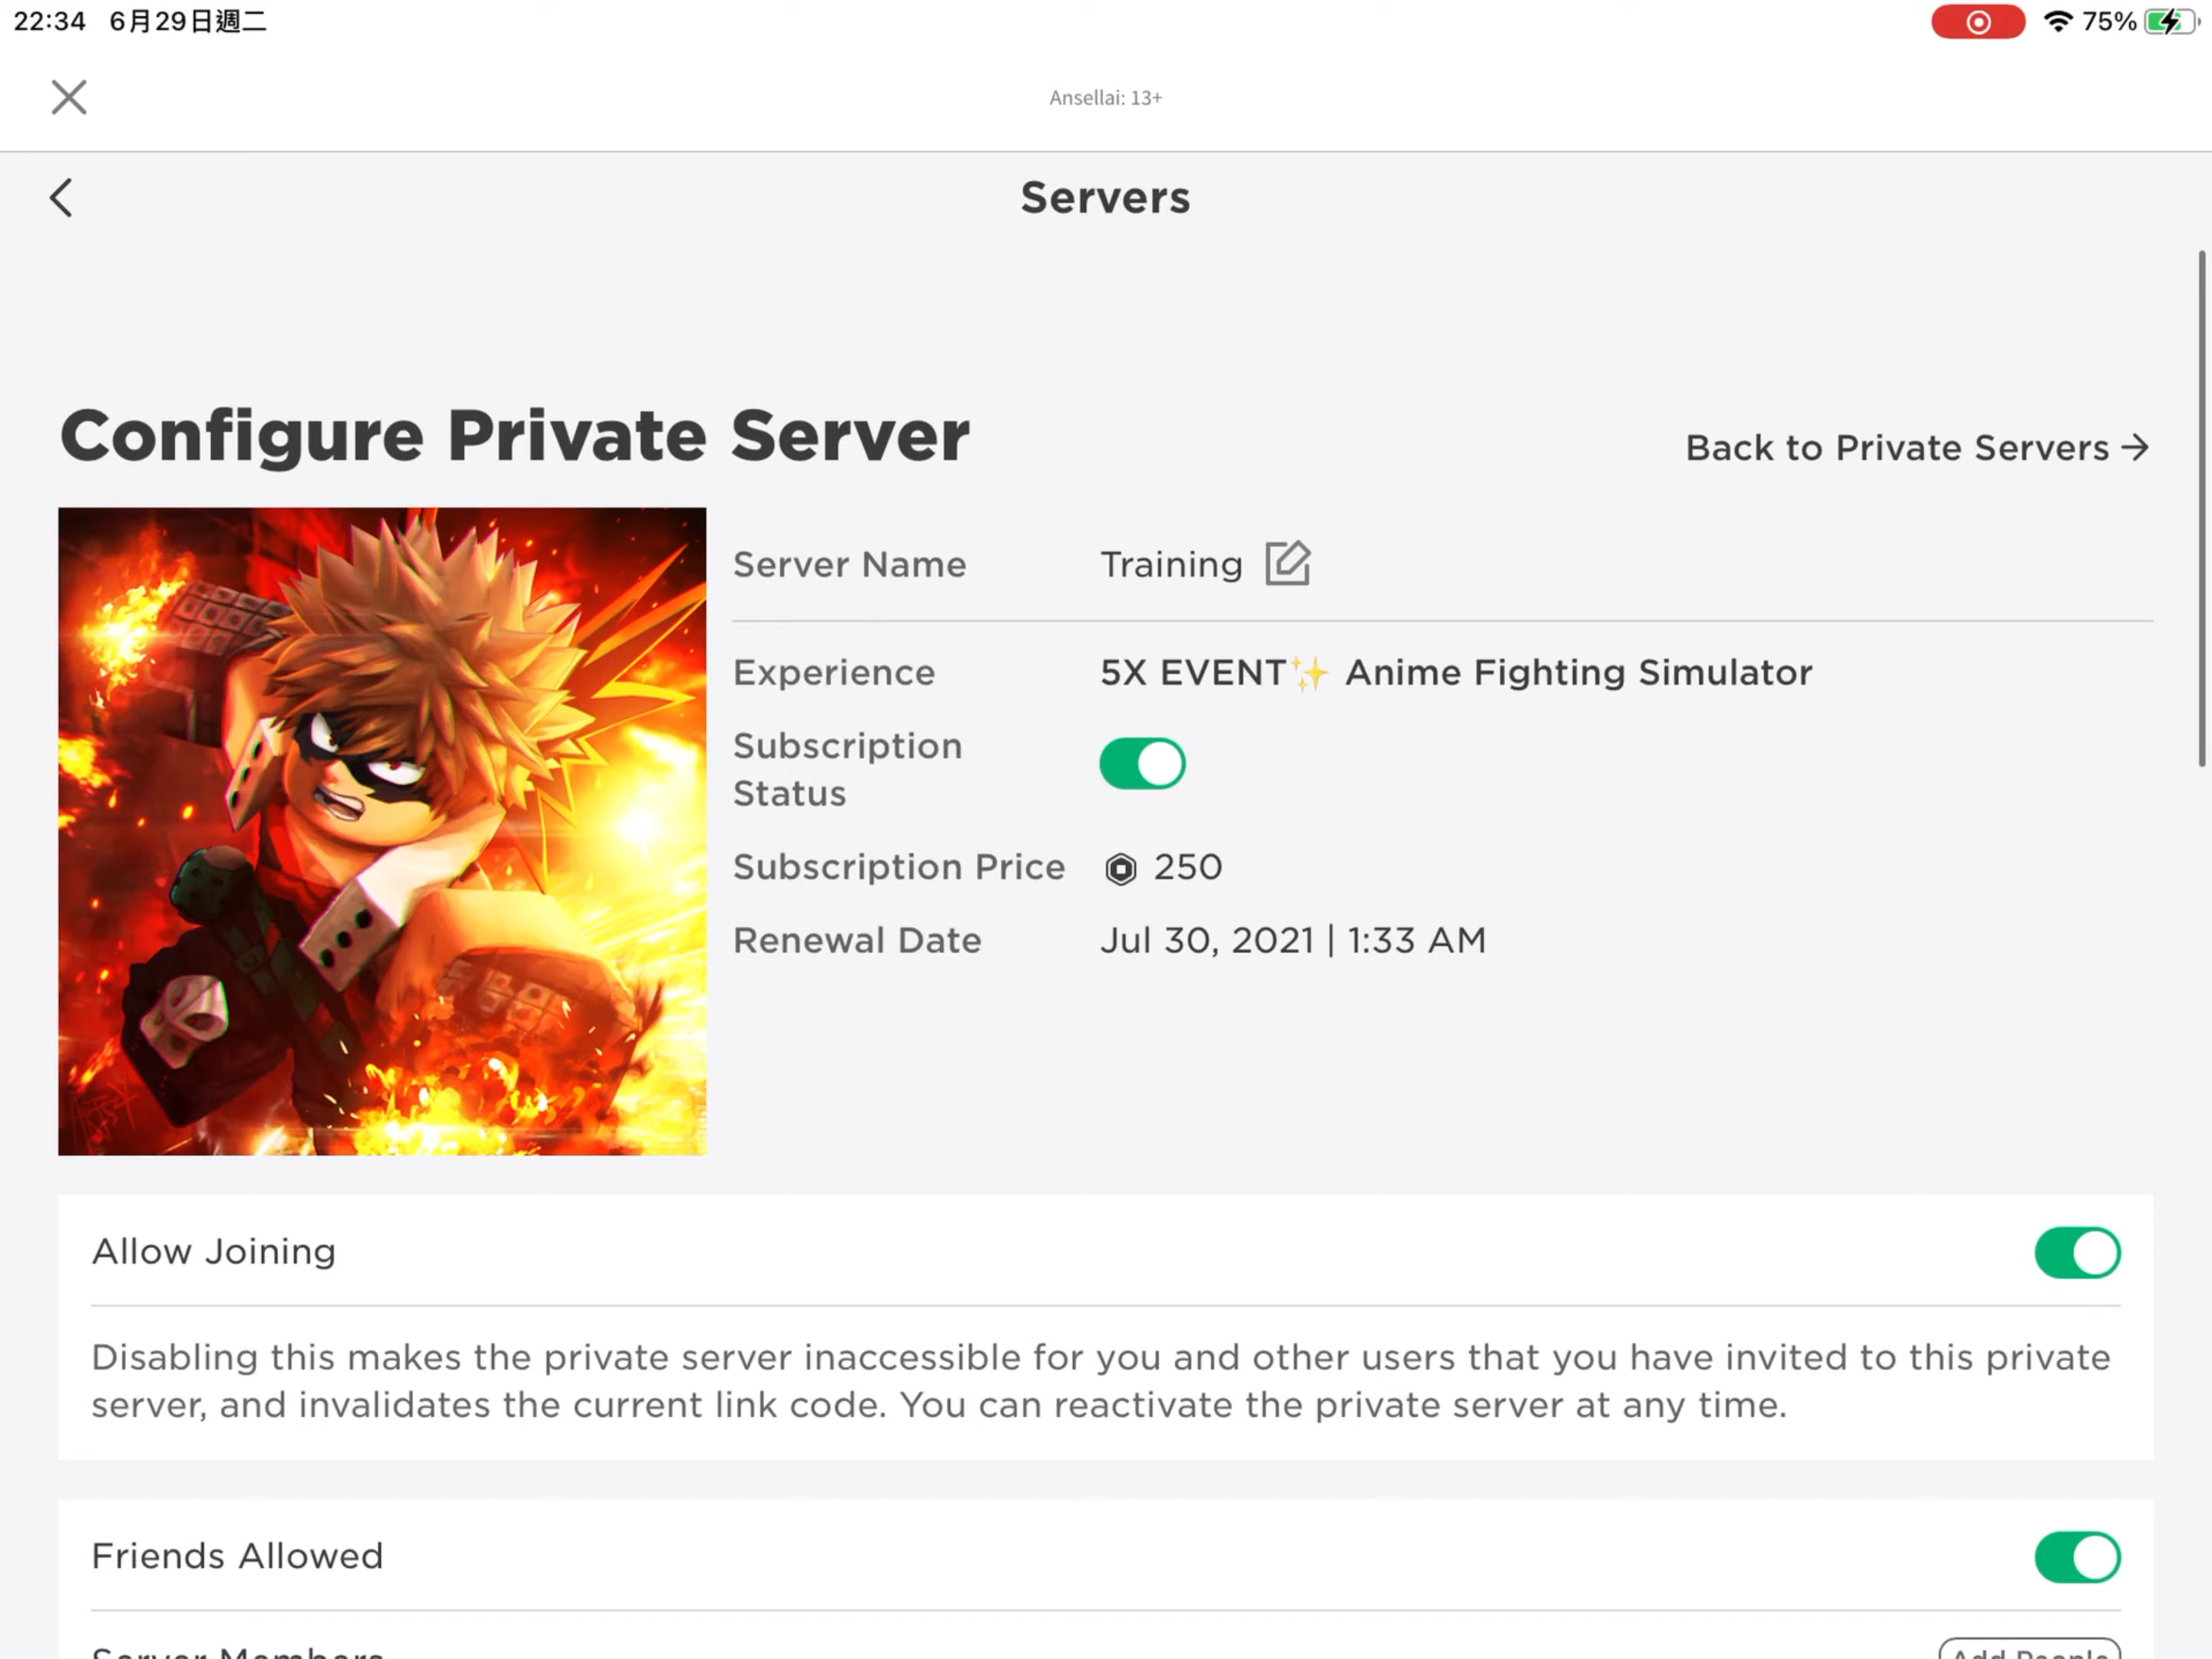 22:34 6月29日週二
75%
Ansellai: 13+
Servers
Configure Private Server
Back to Private Servers →
Server Name Training
Experience 5X EVENT✨ Anime Fighting Simulator
Subscription
Status
Subscription Price 250
Renewal Date Jul 30, 2021 | 1:33 AM
Allow Joining
Disabling this makes the private server inaccessible for you and other users that you have invited to this private
server, and invalidates the current link code. You can reactivate the private server at any time.
Friends Allowed
Server Members Add People